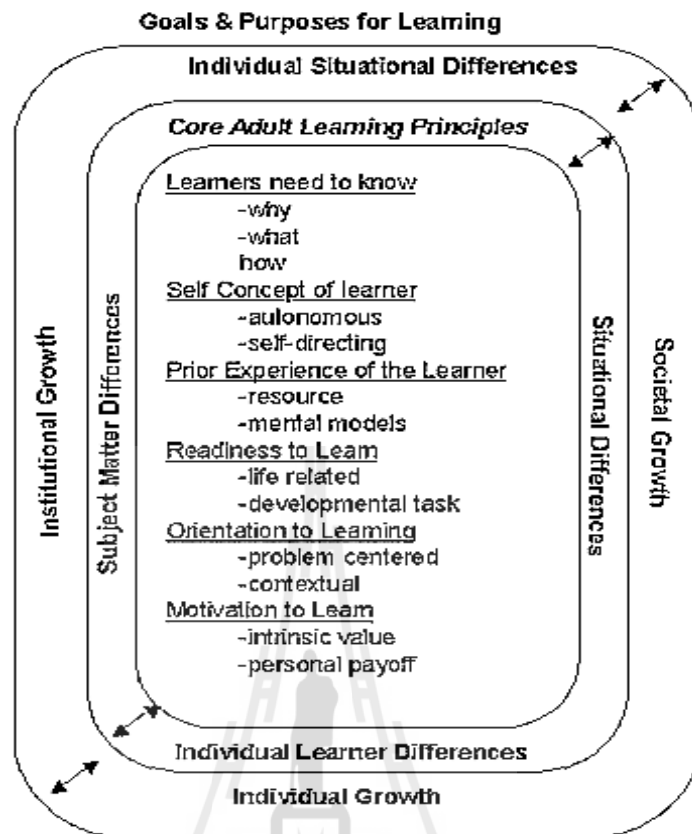 Goals & Purposes for Learning
Individual Situational Differences
Core Adult Learning Principles
Learners need to know
-why
-what
how
Self Concept of learner
-autonomous
-self-directing
Prior Experience of the Learner
-resource
-mental models
Readiness to Learn
-life related
-developmental task
Orientation to Learning
-problem centered
-contextual
Motivation to Learn
-intrinsic value
-personal payoff
Individual Learner Differences
Individual Growth
Institutional Growth
Subject Matter Differences
Situational Differences
Societal Growth